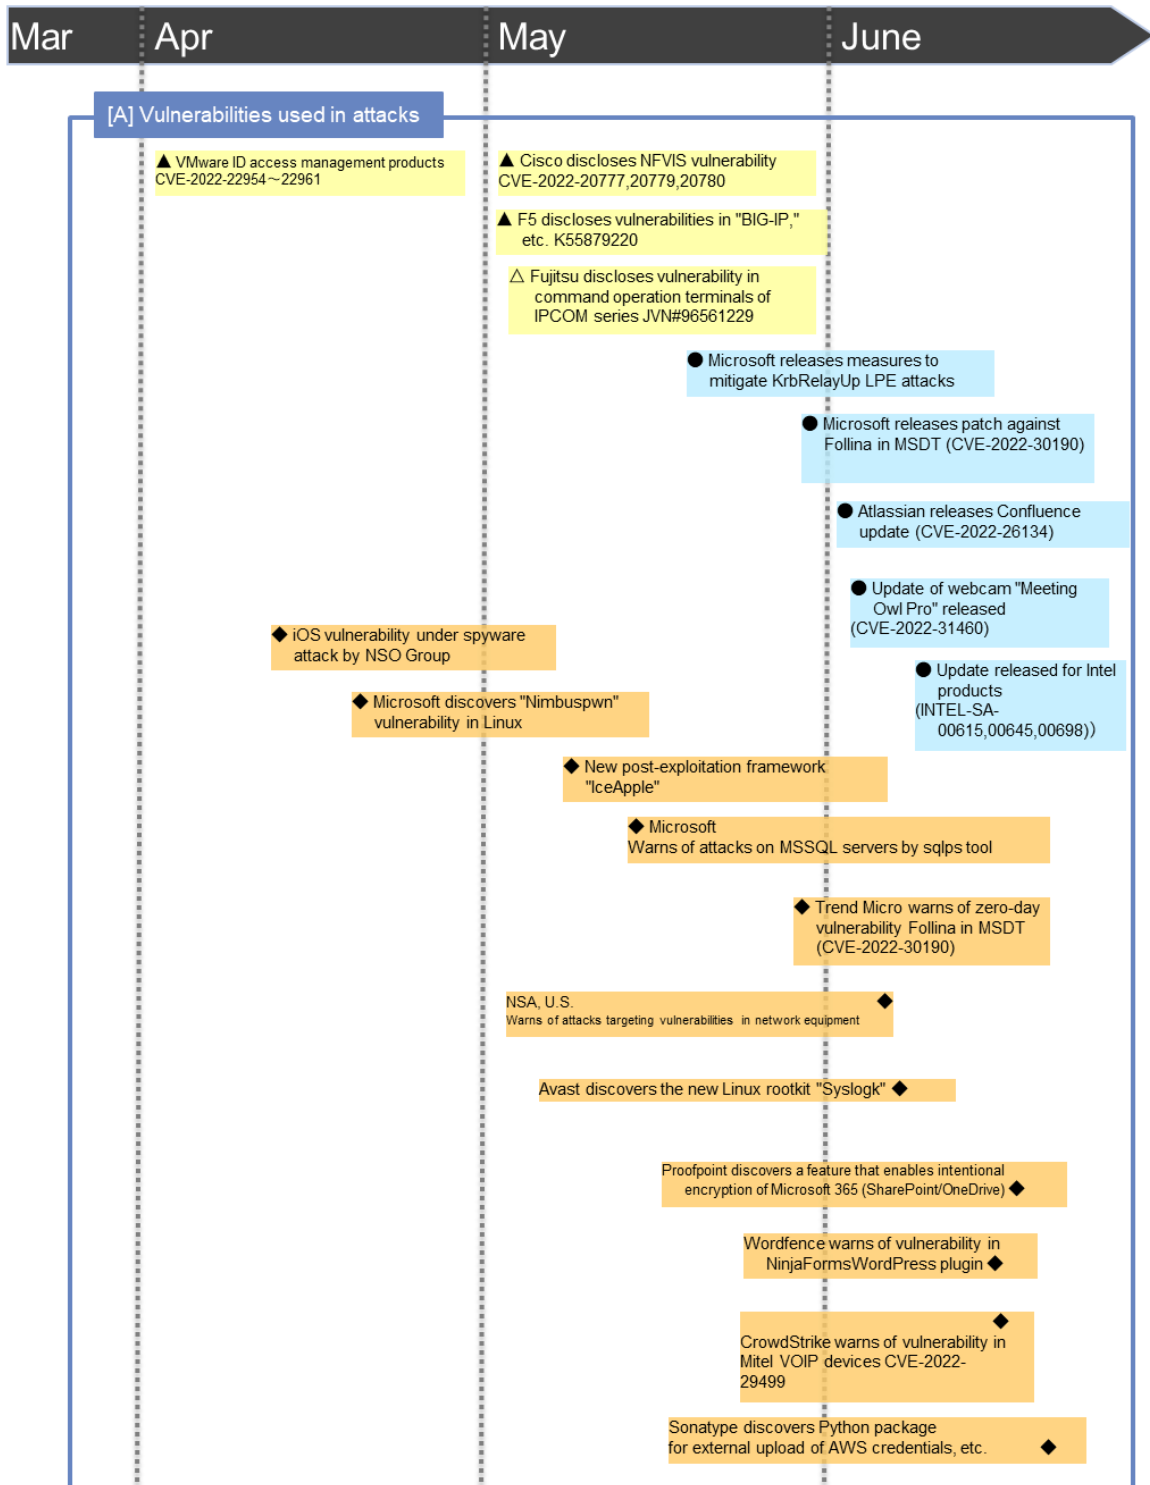 Mar Apr May June
[A] Vulnerabilities used in attacks
▲ VMware ID access management products
CVE-2022-22954～22961
▲ Cisco discloses NFVIS vulnerability
CVE-2022-20777,20779,20780
▲ F5 discloses vulnerabilities in "BIG-IP,"
etc. K55879220
△ Fujitsu discloses vulnerability in
command operation terminals of
IPCOM series JVN#96561229
● Microsoft releases measures to
mitigate KrbRelayUp LPE attacks
● Microsoft releases patch against
Follina in MSDT (CVE-2022-30190)
● Atlassian releases Confluence
update (CVE-2022-26134)
● Update of webcam "Meeting
Owl Pro" released
(CVE-2022-31460)
◆ iOS vulnerability under spyware
attack by NSO Group
● Update released for Intel
products
(INTEL-SA-
00615,00645,00698)）
◆ Microsoft discovers "Nimbuspwn"
vulnerability in Linux
◆ New post-exploitation framework
"IceApple"
◆ Microsoft
Warns of attacks on MSSQL servers by sqlps tool
◆ Trend Micro warns of zero-day
vulnerability Follina in MSDT
(CVE-2022-30190)
NSA, U.S. ◆
Warns of attacks targeting vulnerabilities in network equipment
Avast discovers the new Linux rootkit "Syslogk" ◆
Proofpoint discovers a feature that enables intentional
encryption of Microsoft 365 (SharePoint/OneDrive) ◆
Wordfence warns of vulnerability in
NinjaFormsWordPress plugin ◆
◆
CrowdStrike warns of vulnerability in
Mitel VOIP devices CVE-2022-
29499
Sonatype discovers Python package
for external upload of AWS credentials, etc. ◆